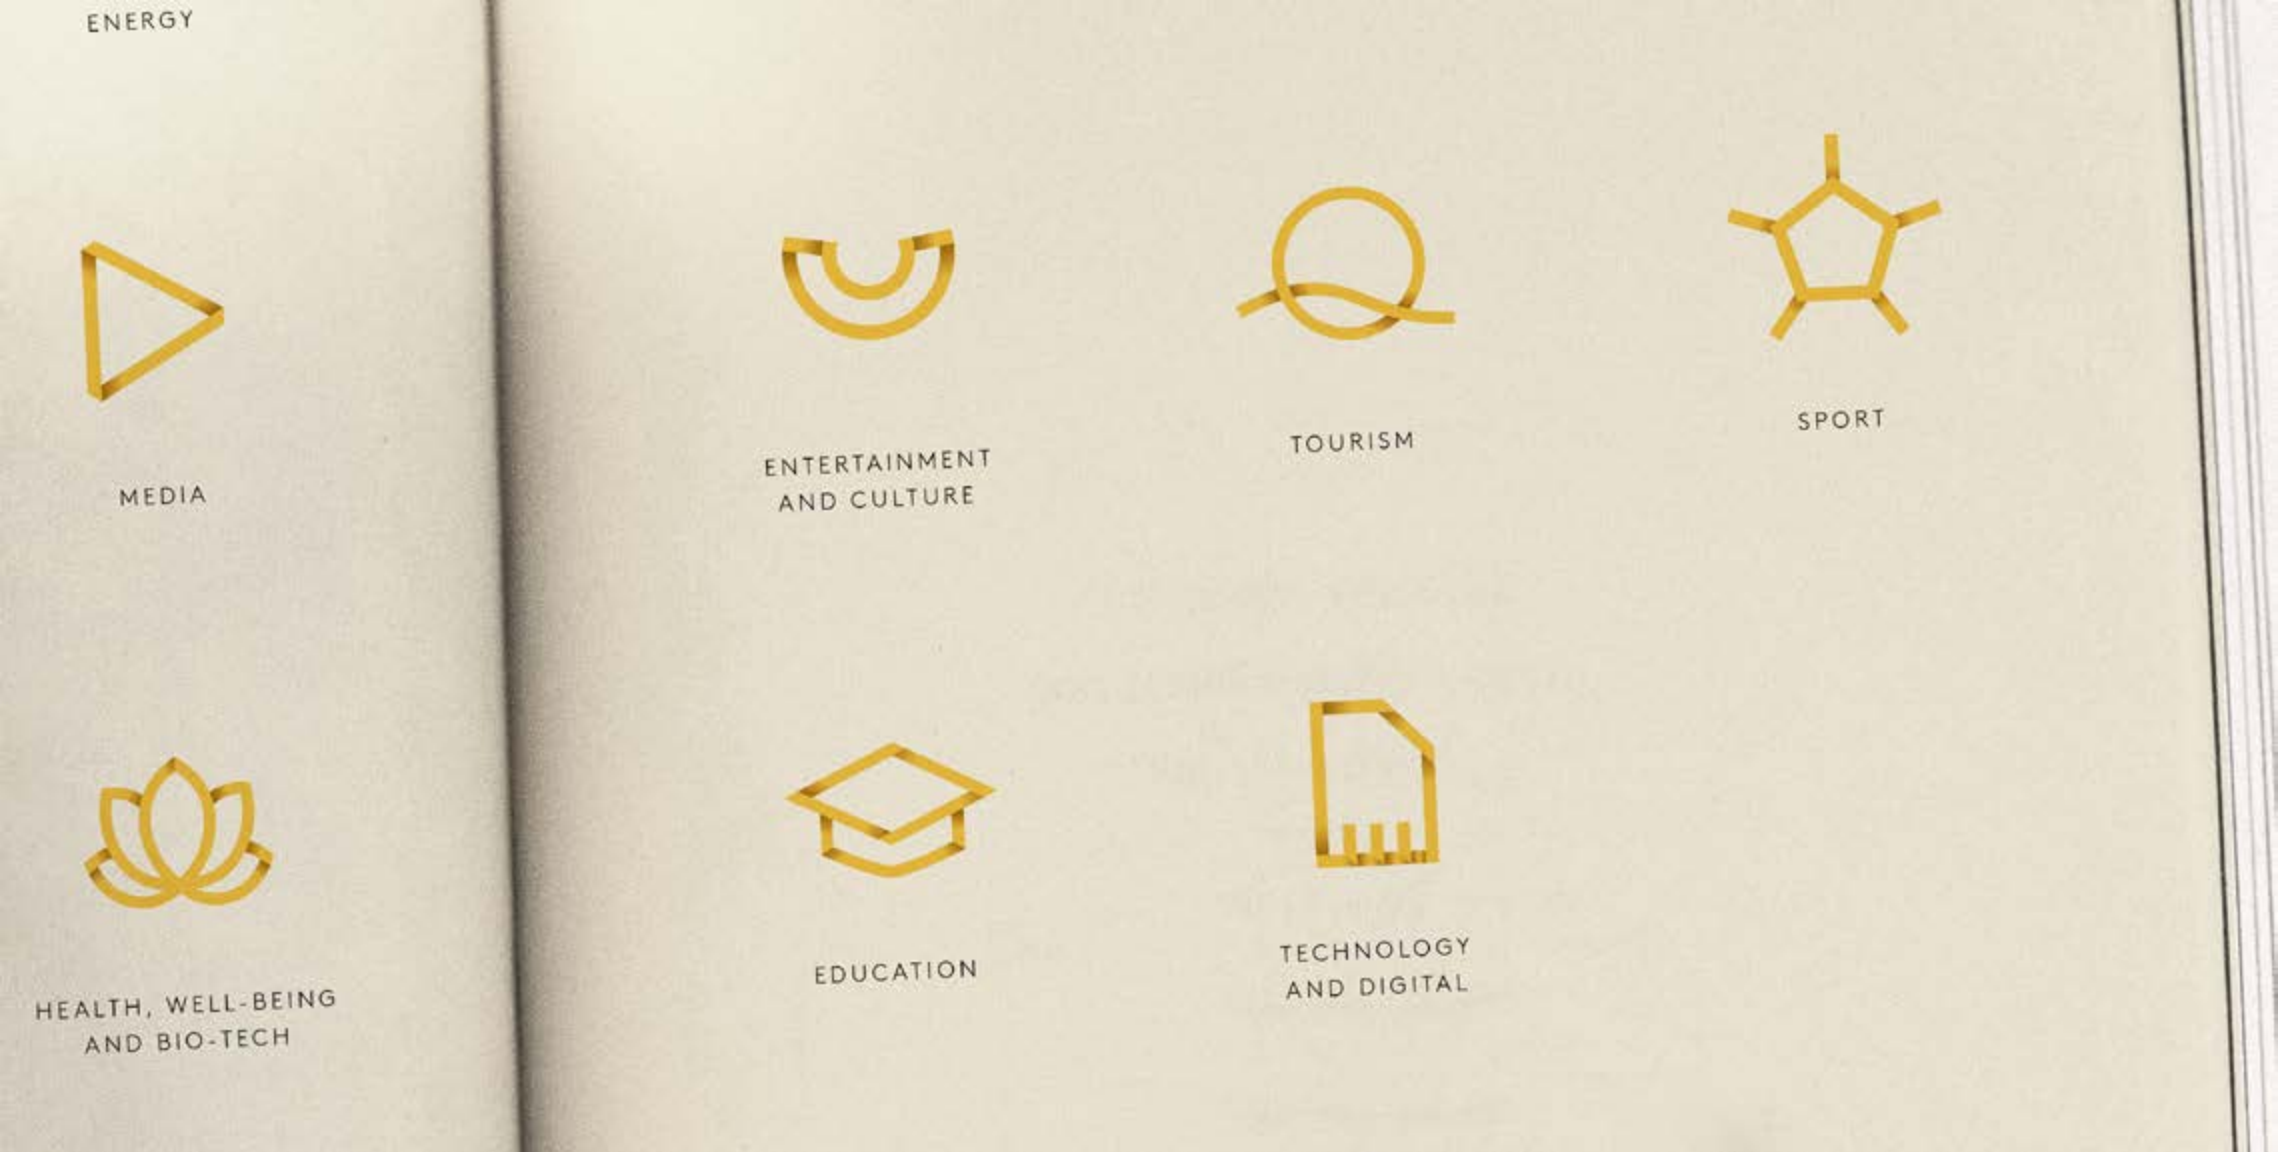 ENERGY
MEDIA
HEALTH, WELL-BEING
AND BIO-TECH
ENTERTAINMENT
AND CULTURE
TOURISM
SPORT
EDUCATION
TECHNOLOGY
AND DIGITAL